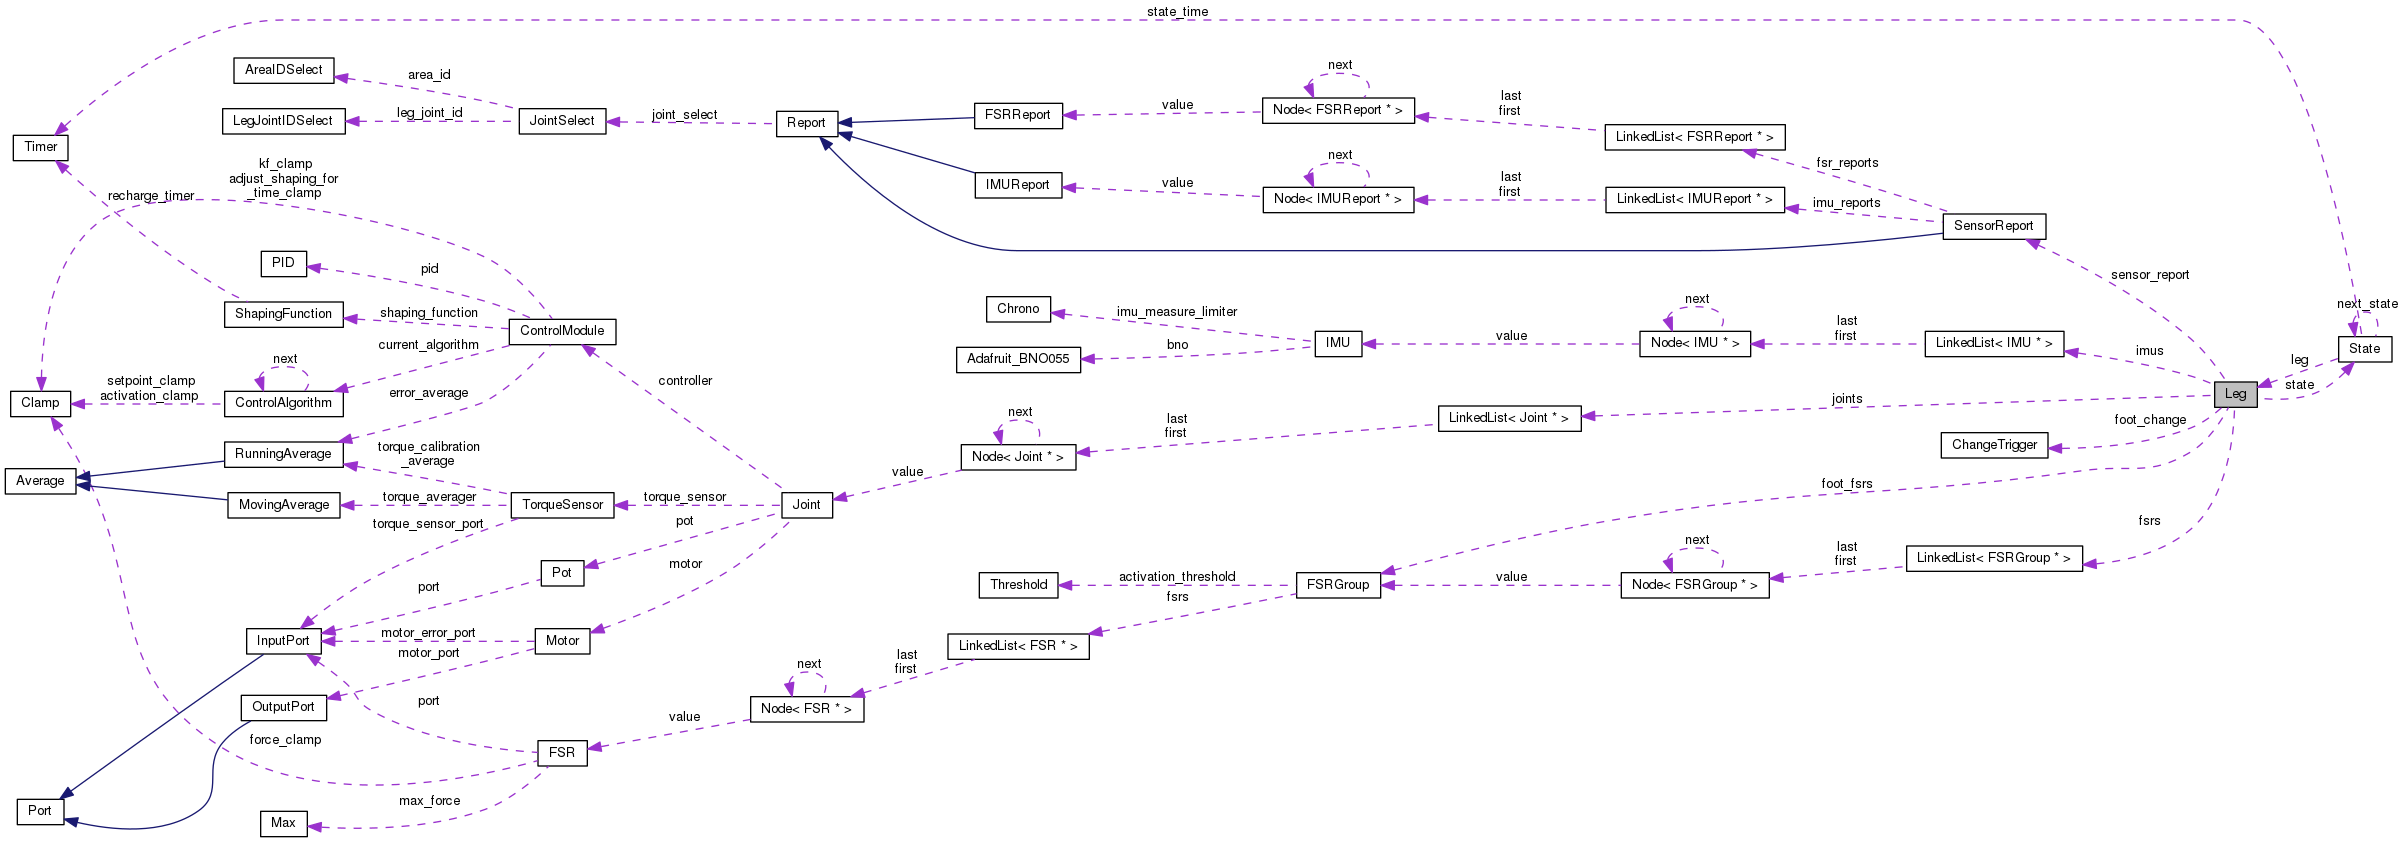 state_time
AreaIDSelect
area_id
next
last
first
value
Node< FSRReport * >
FSRReport
LegJointIDSelect
leg_joint_id
JointSelect
joint_select
Report
LinkedList< FSRReport * >
Timer
kf_clamp
adjust_shaping_for
_time_clamp
recharge_timer
next
fsr_reports
last
first
value
IMUReport
Node< IMUReport * >
LinkedList< IMUReport * >
imu_reports
SensorReport
PID
pid
sensor_report
Chrono
imu_measure_limiter
next
next_state
ShapingFunction
shaping_function
ControlModule
IMU
value
Node< IMU * >
last
first
LinkedList< IMU * >
State
current_algorithm
bno
Adafruit_BNO055
imus
leg
next
setpoint_clamp
activation_clamp
controller
state
Clamp
ControlAlgorithm
error_average
Leg
joints
next
last
first
LinkedList< Joint * >
foot_change
ChangeTrigger
RunningAverage
torque_calibration
_average
Node< Joint * >
value
Average
foot_fsrs
MovingAverage
torque_averager
TorqueSensor
torque_sensor
Joint
torque_sensor_port
pot
fsrs
next
last
first
LinkedList< FSRGroup * >
motor
Pot
port
Threshold
activation_threshold
FSRGroup
value
Node< FSRGroup * >
fsrs
InputPort
motor_error_port
Motor
motor_port
LinkedList< FSR * >
last
first
next
OutputPort
port
Node< FSR * >
value
force_clamp
FSR
Port
max_force
Max